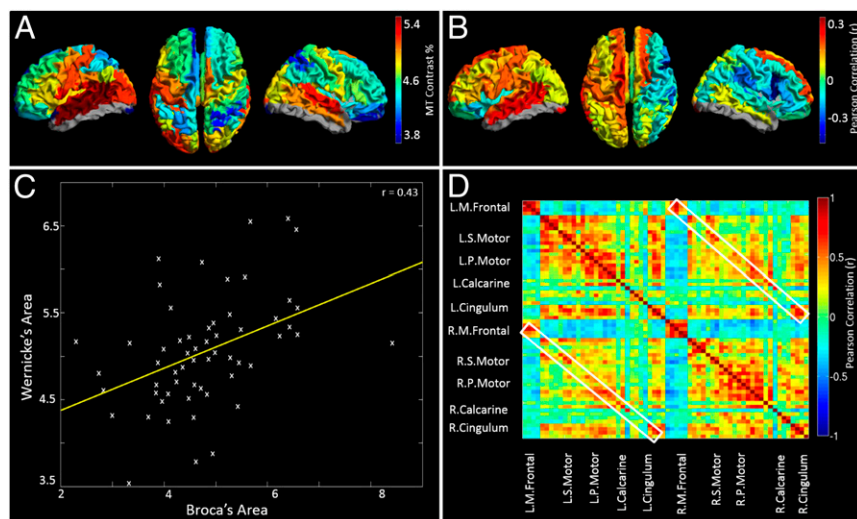 A
5.4
4.6
3.8
MT Contrast %
B
0.3
0
-0.3
Pearson Correlation (r)
C
r = 0.43
6.5
5.5
4.5
3.5
Wernicke's Area
2
4
6
8
Broca's Area
D
L.M.Frontal
L.S.Motor
L.P.Motor
L.Calcarine
L.Cingulum
R.M.Frontal
R.S.Motor
R.P.Motor
R.Calcarine
R.Cingulum
L.M.Frontal
L.S.Motor
L.P.Motor
L.Calcarine
L.Cingulum
R.M.Frontal
R.S.Motor
R.P.Motor
R.Calcarine
R.Cingulum
1
0.5
0
-0.5
-1
Pearson Correlation (r)